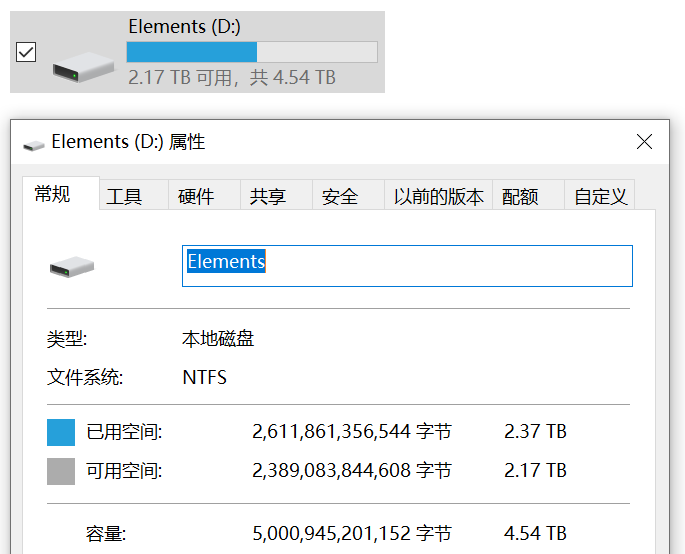 Elements (D:)
2.17 TB 可用，共 4.54 TB
Elements (D:) 属性
常规 工具 硬件 共享 安全 以前的版本 配额 自定义
Elements
类型: 本地磁盘
文件系统: NTFS
已用空间: 2,611,861,356,544 字节 2.37 TB
可用空间: 2,389,083,844,608 字节 2.17 TB
容量: 5,000,945,201,152 字节 4.54 TB